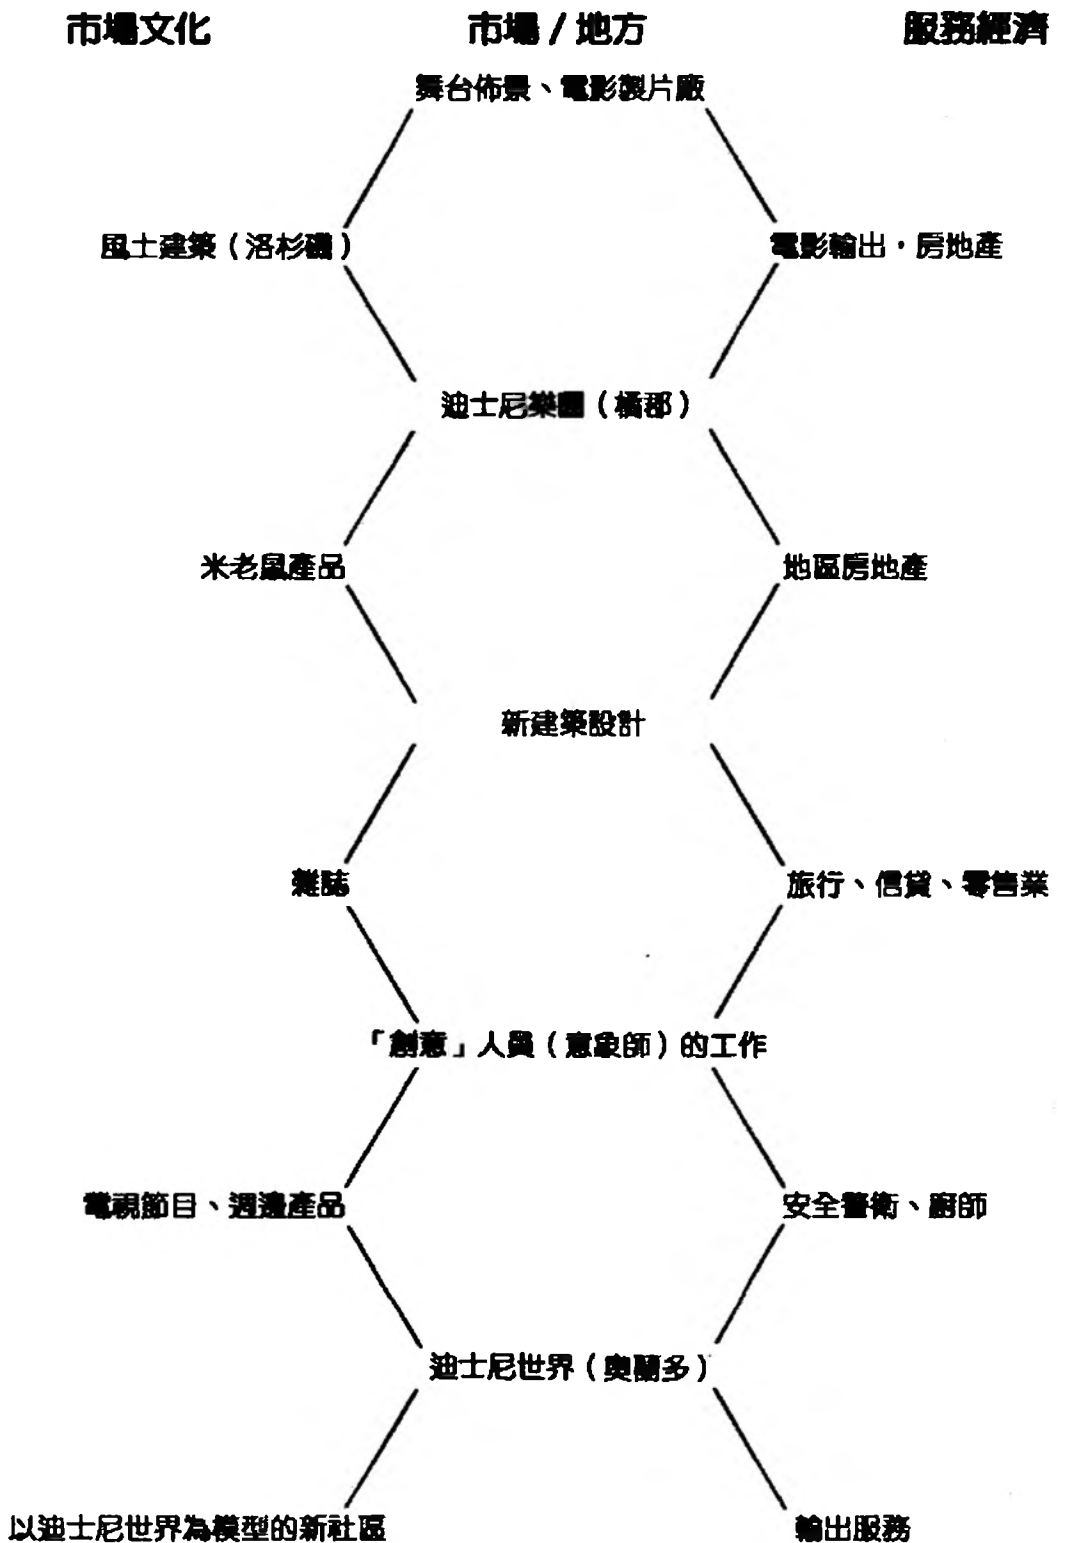 市場文化 市場 / 地方 服務經濟
舞台佈景、電影製片廠
風土建築（洛杉磯） 電影輸出，房地產
迪士尼樂園（橘郡）
米老鼠產品 地區房地產
新建築設計
雜誌 旅行、信貸、零售業
「創意」人員（意象師）的工作
電視節目、週邊產品 安全警衛、廚師
迪士尼世界（奧蘭多）
以迪士尼世界為模型的新社區 輸出服務